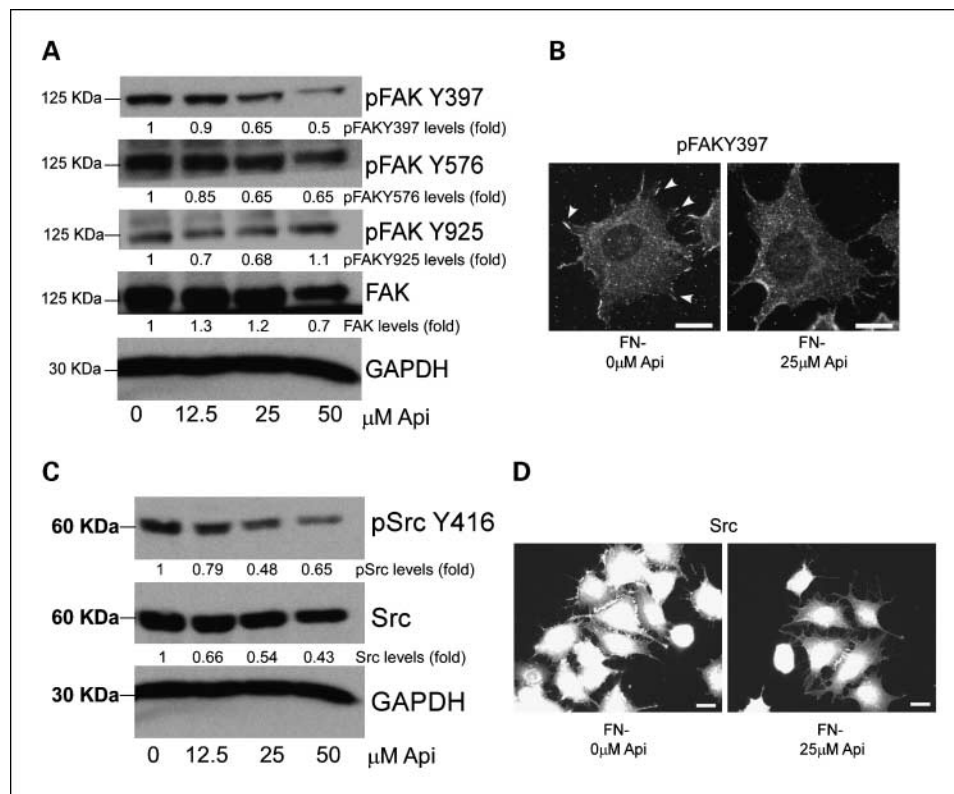 A
125 KDa
pFAK Y397
1 0.9 0.65 0.5 pFAKY397 levels (fold)
pFAK Y576
1 0.85 0.65 0.65 pFAKY576 levels (fold)
125 KDa
pFAK Y925
1 0.7 0.68 1.1 pFAKY925 levels (fold)
125 KDa
FAK
1 1.3 1.2 0.7 FAK levels (fold)
30 KDa
GAPDH
0 12.5 25 50 μM Api
B
pFAKY397
FN-
0μM Api
FN-
25μM Api
C
60 KDa
pSrc Y416
1 0.79 0.48 0.65 pSrc levels (fold)
60 KDa
Src
1 0.66 0.54 0.43 Src levels (fold)
30 KDa
GAPDH
0 12.5 25 50 μM Api
D
Src
FN-
0μM Api
FN-
25μM Api